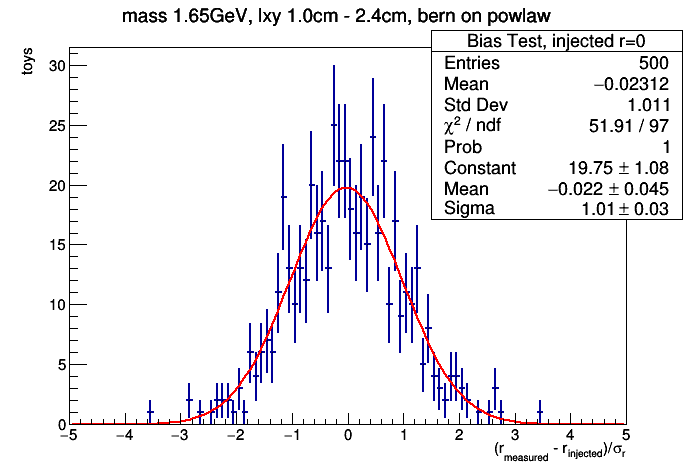 mass 1.65GeV, lxy 1.0cm - 2.4cm, bern on powlaw
toys
Bias Test, injected r=0
Entries 500
Mean −0.02312
Std Dev 1.011
χ² / ndf 51.91 / 97
Prob 1
Constant 19.75 ± 1.08
Mean −0.022 ± 0.045
Sigma 1.01 ± 0.03
30
25
20
15
10
5
0
−5 −4 −3 −2 −1 0 1 2 3 4 5
(r_measured - r_injected)/σ_r